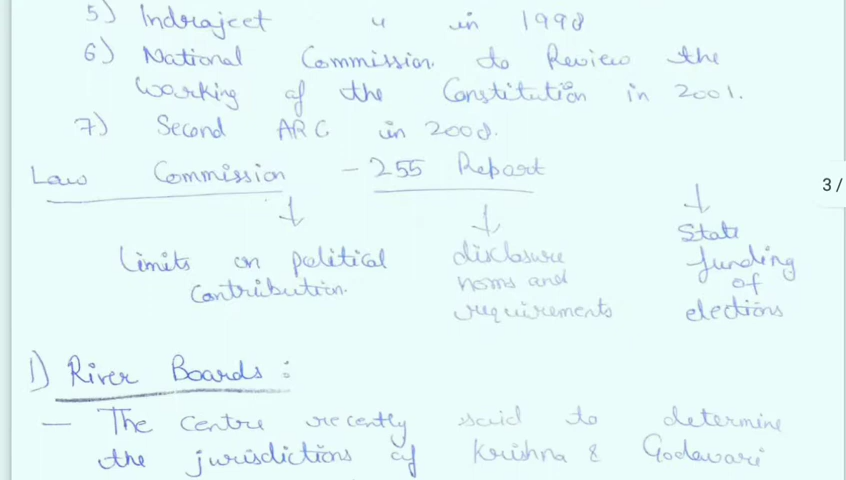 5) Indrajeet " in 1998
6) National Commission to Review the
working of the Constitution in 2001.
7) Second ARC in 2008.
Law Commission - 255 Report
Limits on political
contribution.
disclosure
norms and
requirements
State
funding
of
elections
3/
1) River Boards :
- The centre recently said to determine
the jurisdictions of Krishna & Godavari